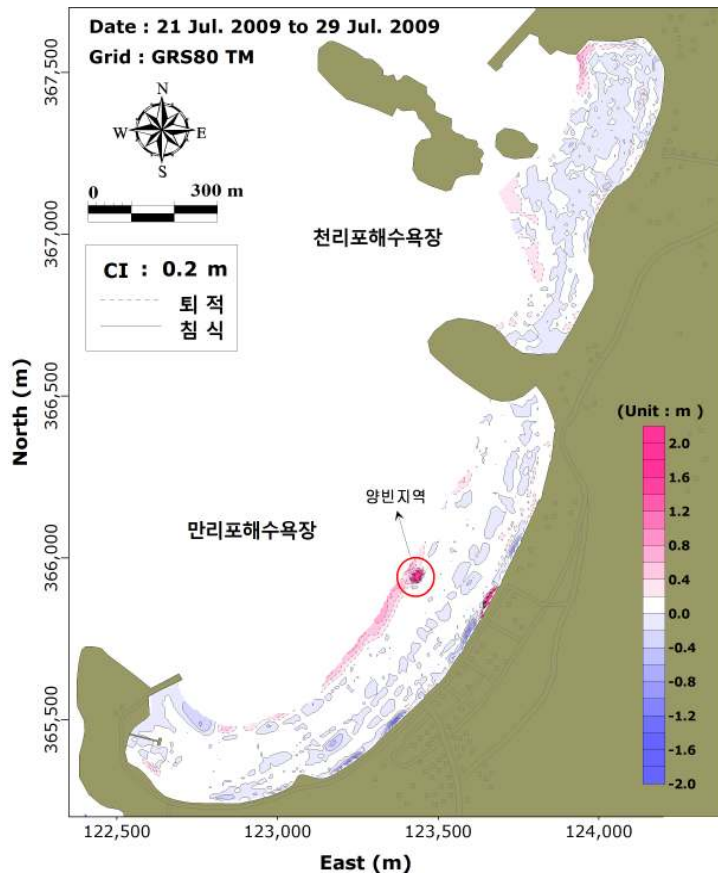 Date : 21 Jul. 2009 to 29 Jul. 2009
Grid : GRS80 TM
N
W E
S
0 300 m
천리포해수욕장
CI : 0.2 m
퇴 적
침 식
(Unit : m )
양빈지역
만리포해수욕장
2.0
1.6
1.2
0.8
0.4
0.0
-0.4
-0.8
-1.2
-1.6
-2.0
367,500
367,000
366,500
366,000
365,500
North (m)
122,500 123,000 123,500 124,000
East (m)